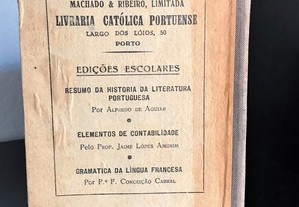 MACHADO & RIBEIRO, LIMITADA
LIVRARIA CATÓLICA PORTUENSE
LARGO DOS LÓIOS, 50
PORTO
EDIÇÕES ESCOLARES
RESUMO DA HISTORIA DA LITERATURA
PORTUGUESA
Por ALFREDO DE AGUIAR
ELEMENTOS DE CONTABILIDADE
Pelo PROF. JAIME LOPES AMORIM
GRAMATICA DA LÍNGUA FRANCESA
Por P.e F. CONCEIÇÃO CABRAL